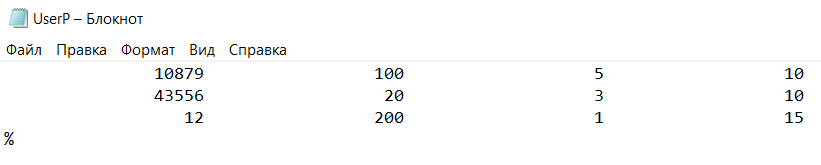 UserP – Блокнот
Файл Правка Формат Вид Справка
10879 100 5 10
43556 20 3 10
12 200 1 15
%